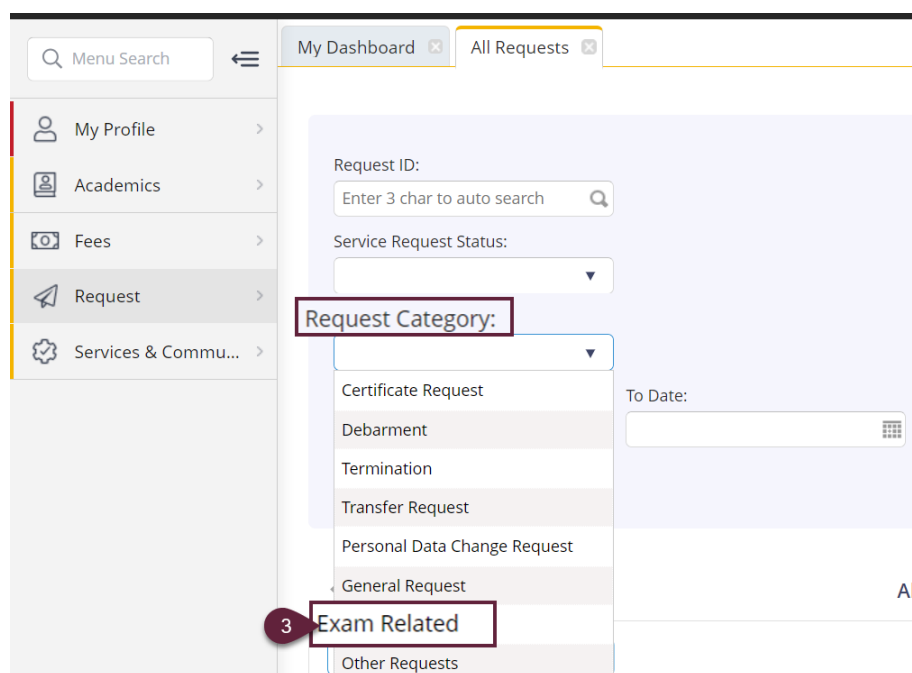 Menu Search
My Dashboard
All Requests
My Profile
Academics
Fees
Request
Services & Commu...
Request ID:
Enter 3 char to auto search
Service Request Status:
Request Category:
Certificate Request
Debarment
Termination
Transfer Request
Personal Data Change Request
General Request
3 Exam Related
Other Requests
To Date: